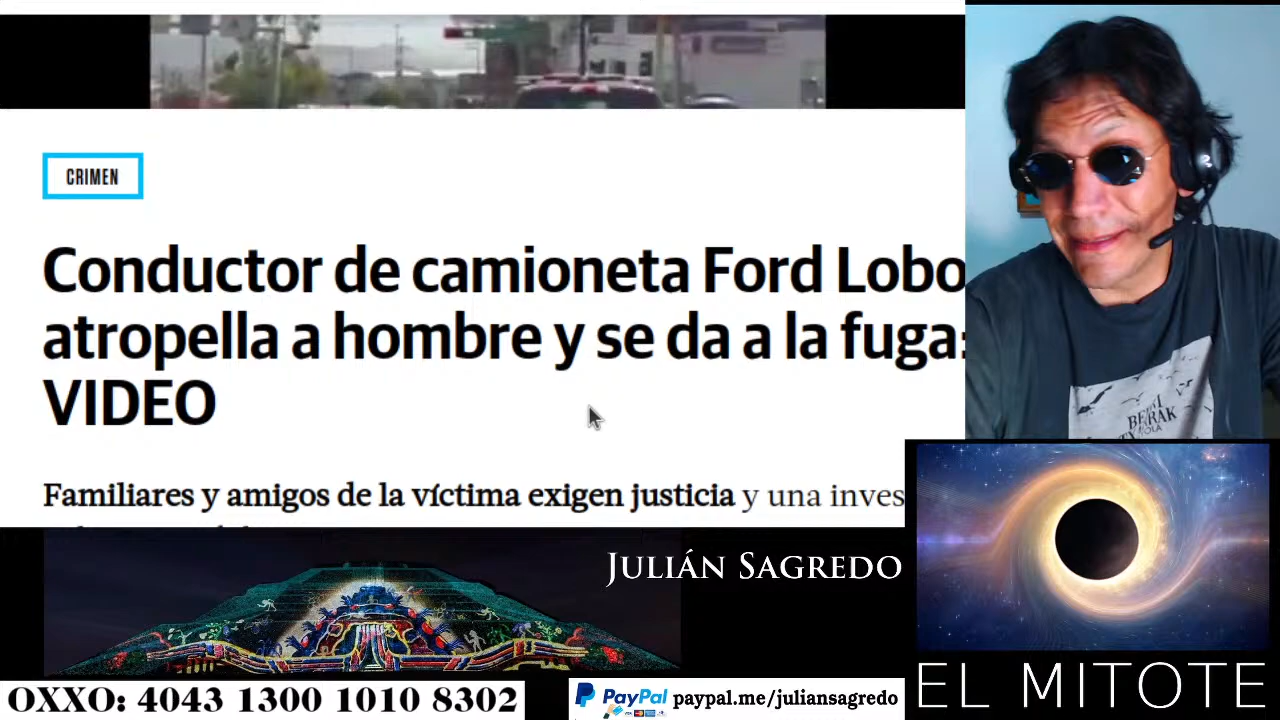 CRIMEN
Conductor de camioneta Ford Lobo
atropella a hombre y se da a la fuga:
VIDEO
Familiares y amigos de la víctima exigen justicia y una inves
JULIÁN SAGREDO
OXXO: 4043 1300 1010 8302
PayPal paypal.me/juliansagredo
EL MITOTE